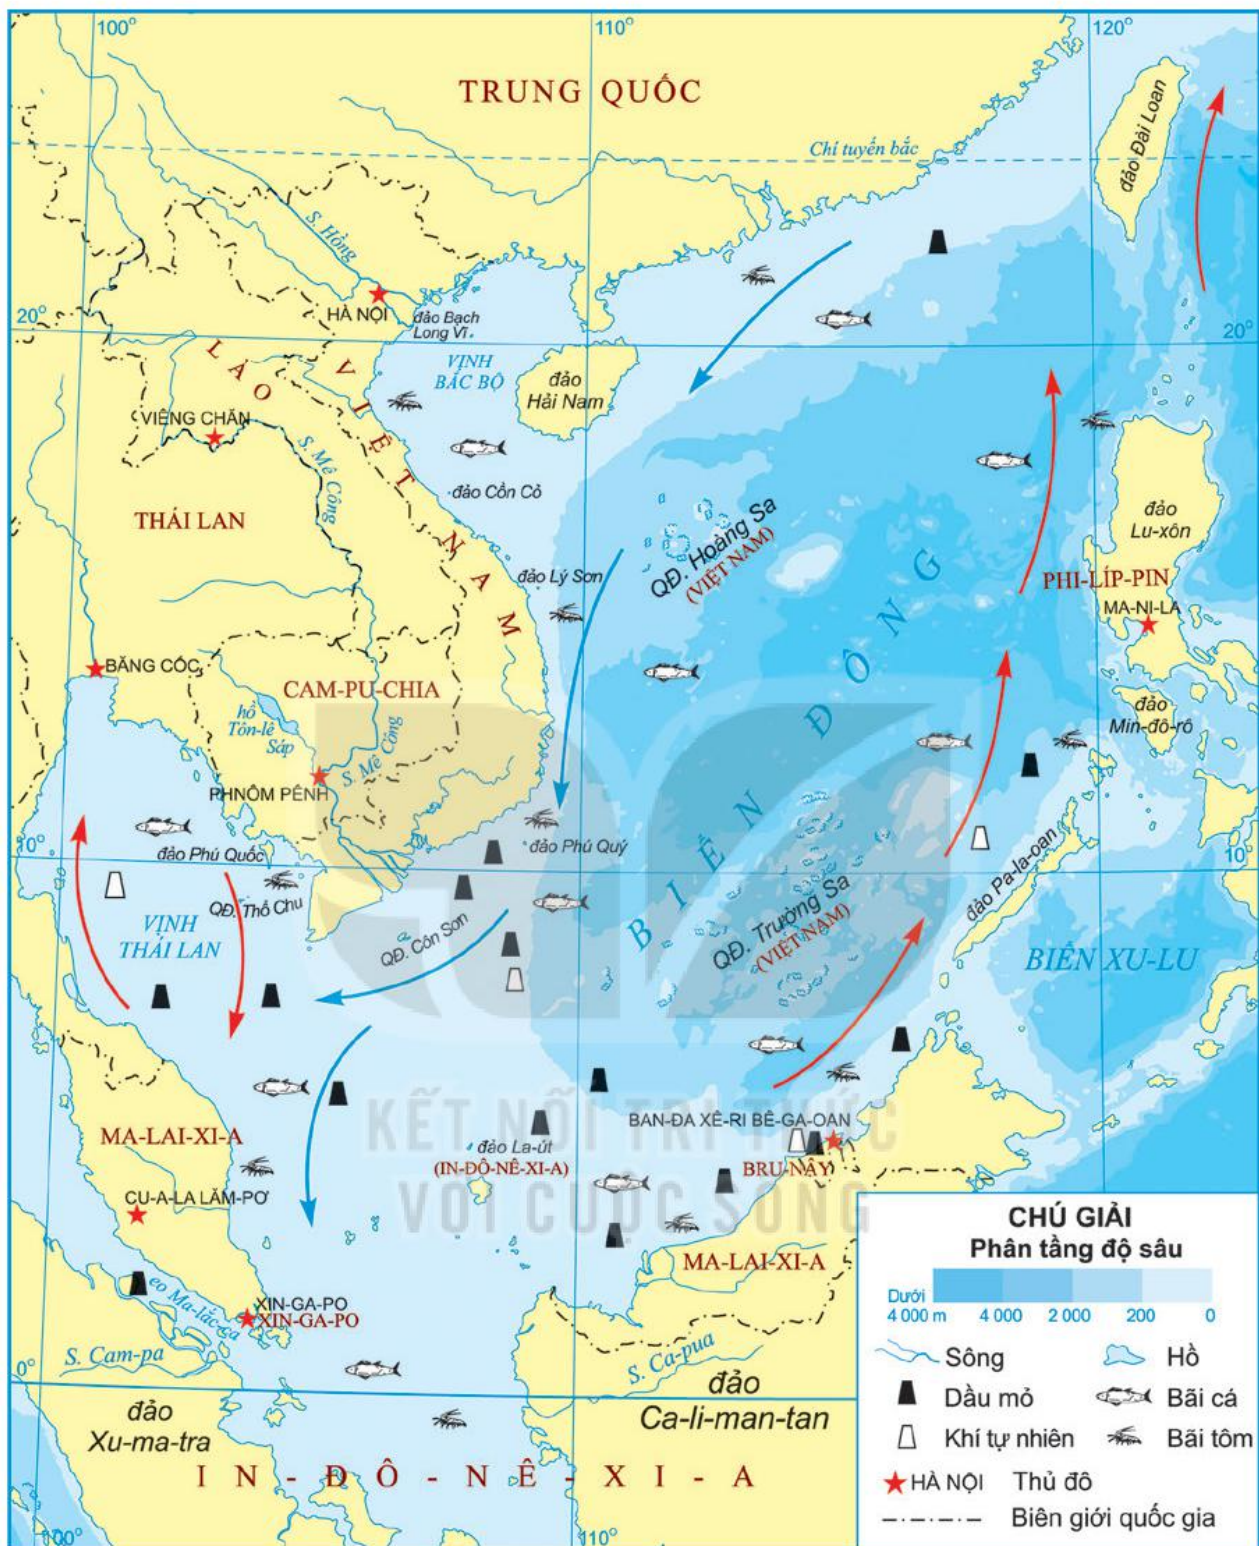 100°
110°
120°
TRUNG QUỐC
Chí tuyến bắc
đảo Đài Loan
S. Hồng
HÀ NỘI
đảo Bạch
Long Vĩ
20°
20°
VỊNH
BẮC BỘ
đảo
Hải Nam
LÀO
VIỆT NAM
VIÊNG CHĂN
S. Mê Công
đảo Cồn Cỏ
THÁI LAN
QĐ. Hoàng Sa
(VIỆT NAM)
đảo
Lu-xôn
đảo Lý Sơn
PHI-LÍP-PIN
MA-NI-LA
BĂNG CỐC
CAM-PU-CHIA
BIỂN ĐÔNG
hồ
Tôn-lê
Sáp
S. Mê Công
đảo
Min-đô-rô
PHNÔM PÊNH
đảo Phú Quý
đảo Phú Quốc
10°
10°
QĐ. Thổ Chu
QĐ. Trường Sa
(VIỆT NAM)
đảo Pa-la-oan
VỊNH
THÁI LAN
QĐ. Côn Sơn
BIỂN XU-LU
KẾT NỐI TRI THỨC
VỚI CUỘC SỐNG
BAN-ĐA XÊ-RI BÊ-GA-OAN
MA-LAI-XI-A
đảo La-út
(IN-ĐÔ-NÊ-XI-A)
BRU-NÂY
CU-A-LA LĂM-PƠ
MA-LAI-XI-A
eo Ma-lắc-ca
XIN-GA-PO
XIN-GA-PO
S. Cam-pa
S. Ca-pua
0°
đảo
Xu-ma-tra
đảo
Ca-li-man-tan
IN-ĐÔ-NÊ-XI-A
100°
110°
CHÚ GIẢI
Phân tầng độ sâu
Dưới
4 000 m 4 000 2 000 200 0
Sông
Hồ
Dầu mỏ
Bãi cá
Khí tự nhiên
Bãi tôm
HÀ NỘI Thủ đô
Biên giới quốc gia